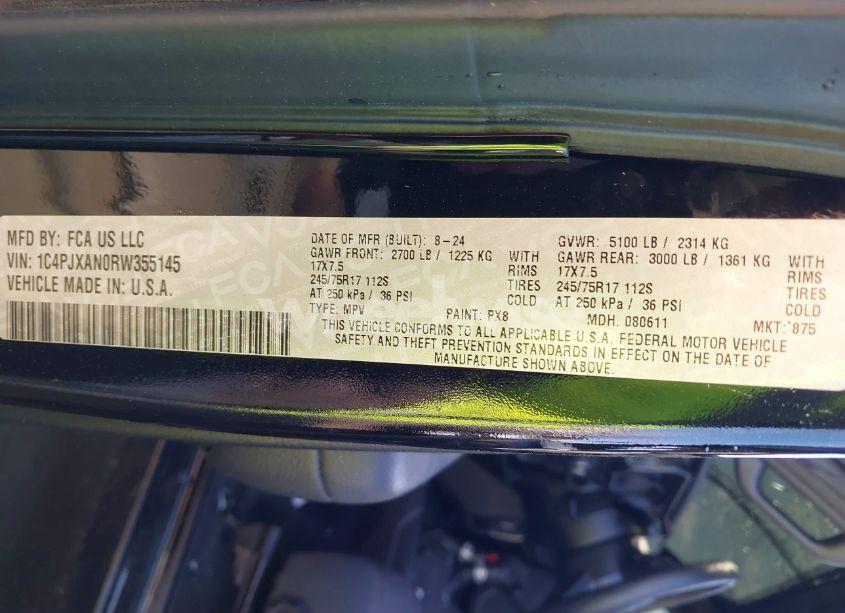 MFD BY: FCA US LLC
VIN: 1C4PJXAN0RW355145
VEHICLE MADE IN: U.S.A.
DATE OF MFR (BUILT): 8-24
GAWR FRONT: 2700 LB / 1225 KG WITH
17X7.5 RIMS
245/75R17 112S TIRES
AT 250 kPa / 36 PSI COLD
TYPE: MPV PAINT: PX8
GVWR: 5100 LB / 2314 KG
GAWR REAR: 3000 LB / 1361 KG WITH
17X7.5 RIMS
245/75R17 112S TIRES
AT 250 kPa / 36 PSI COLD
MDH. 080611 MKT: 875
THIS VEHICLE CONFORMS TO ALL APPLICABLE U.S.A. FEDERAL MOTOR VEHICLE
SAFETY AND THEFT PREVENTION STANDARDS IN EFFECT ON THE DATE OF
MANUFACTURE SHOWN ABOVE.